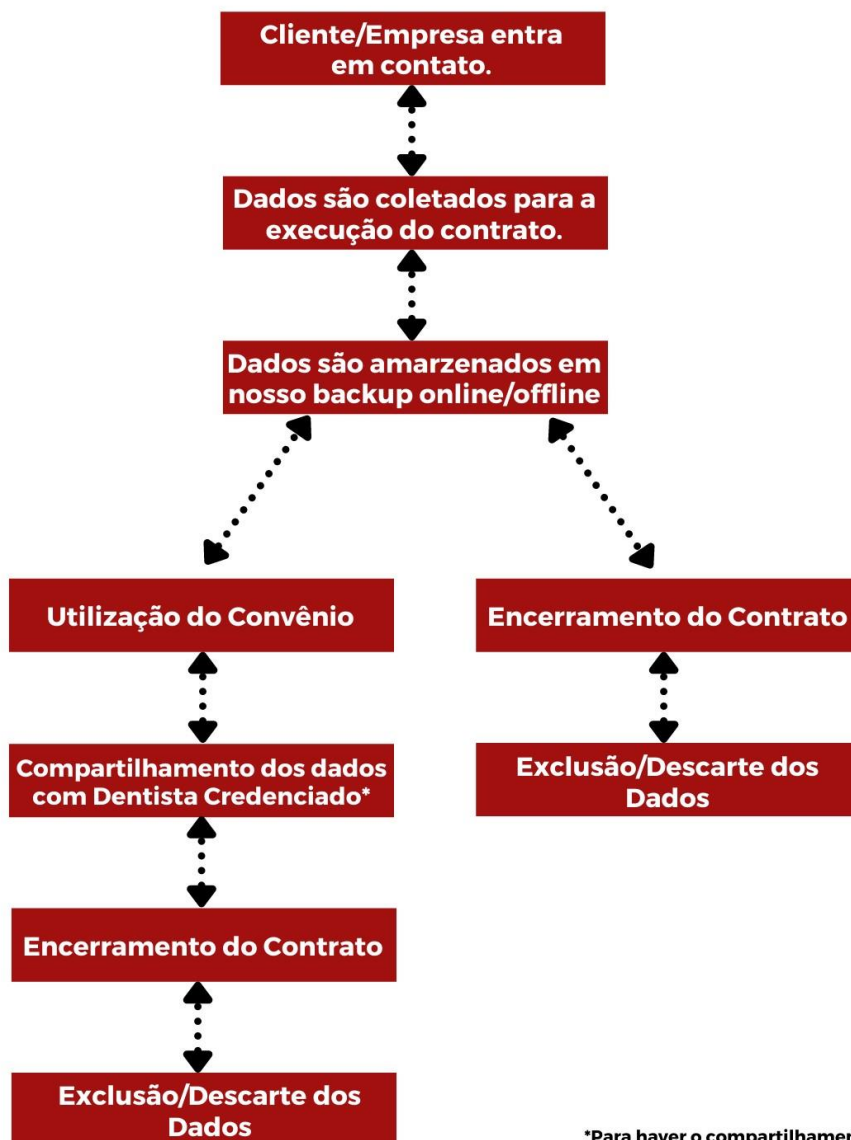 Cliente/Empresa entra
em contato.
Dados são coletados para a
execução do contrato.
Dados são amarzenados em
nosso backup online/offline
Utilização do Convênio
Encerramento do Contrato
Compartilhamento dos dados
com Dentista Credenciado*
Exclusão/Descarte dos
Dados
Encerramento do Contrato
Exclusão/Descarte dos
Dados
*Para haver o